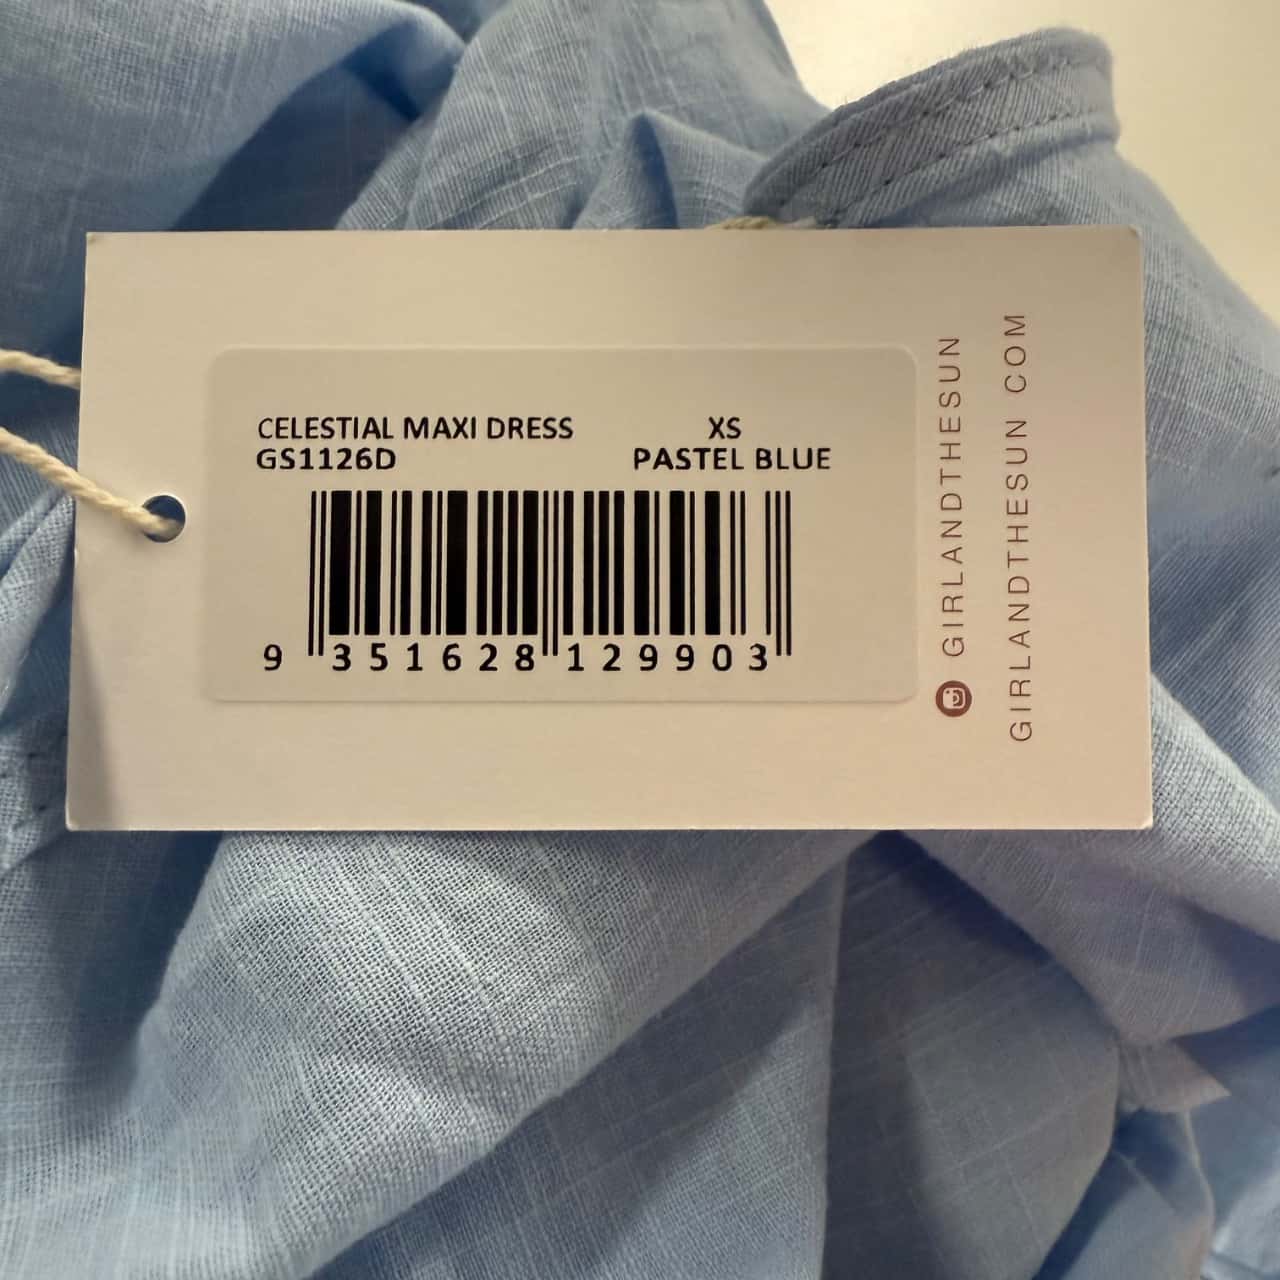 CELESTIAL MAXI DRESS XS
GS1126D PASTEL BLUE
9 351628 129903
GIRLANDTHESUN
GIRLANDTHESUN COM